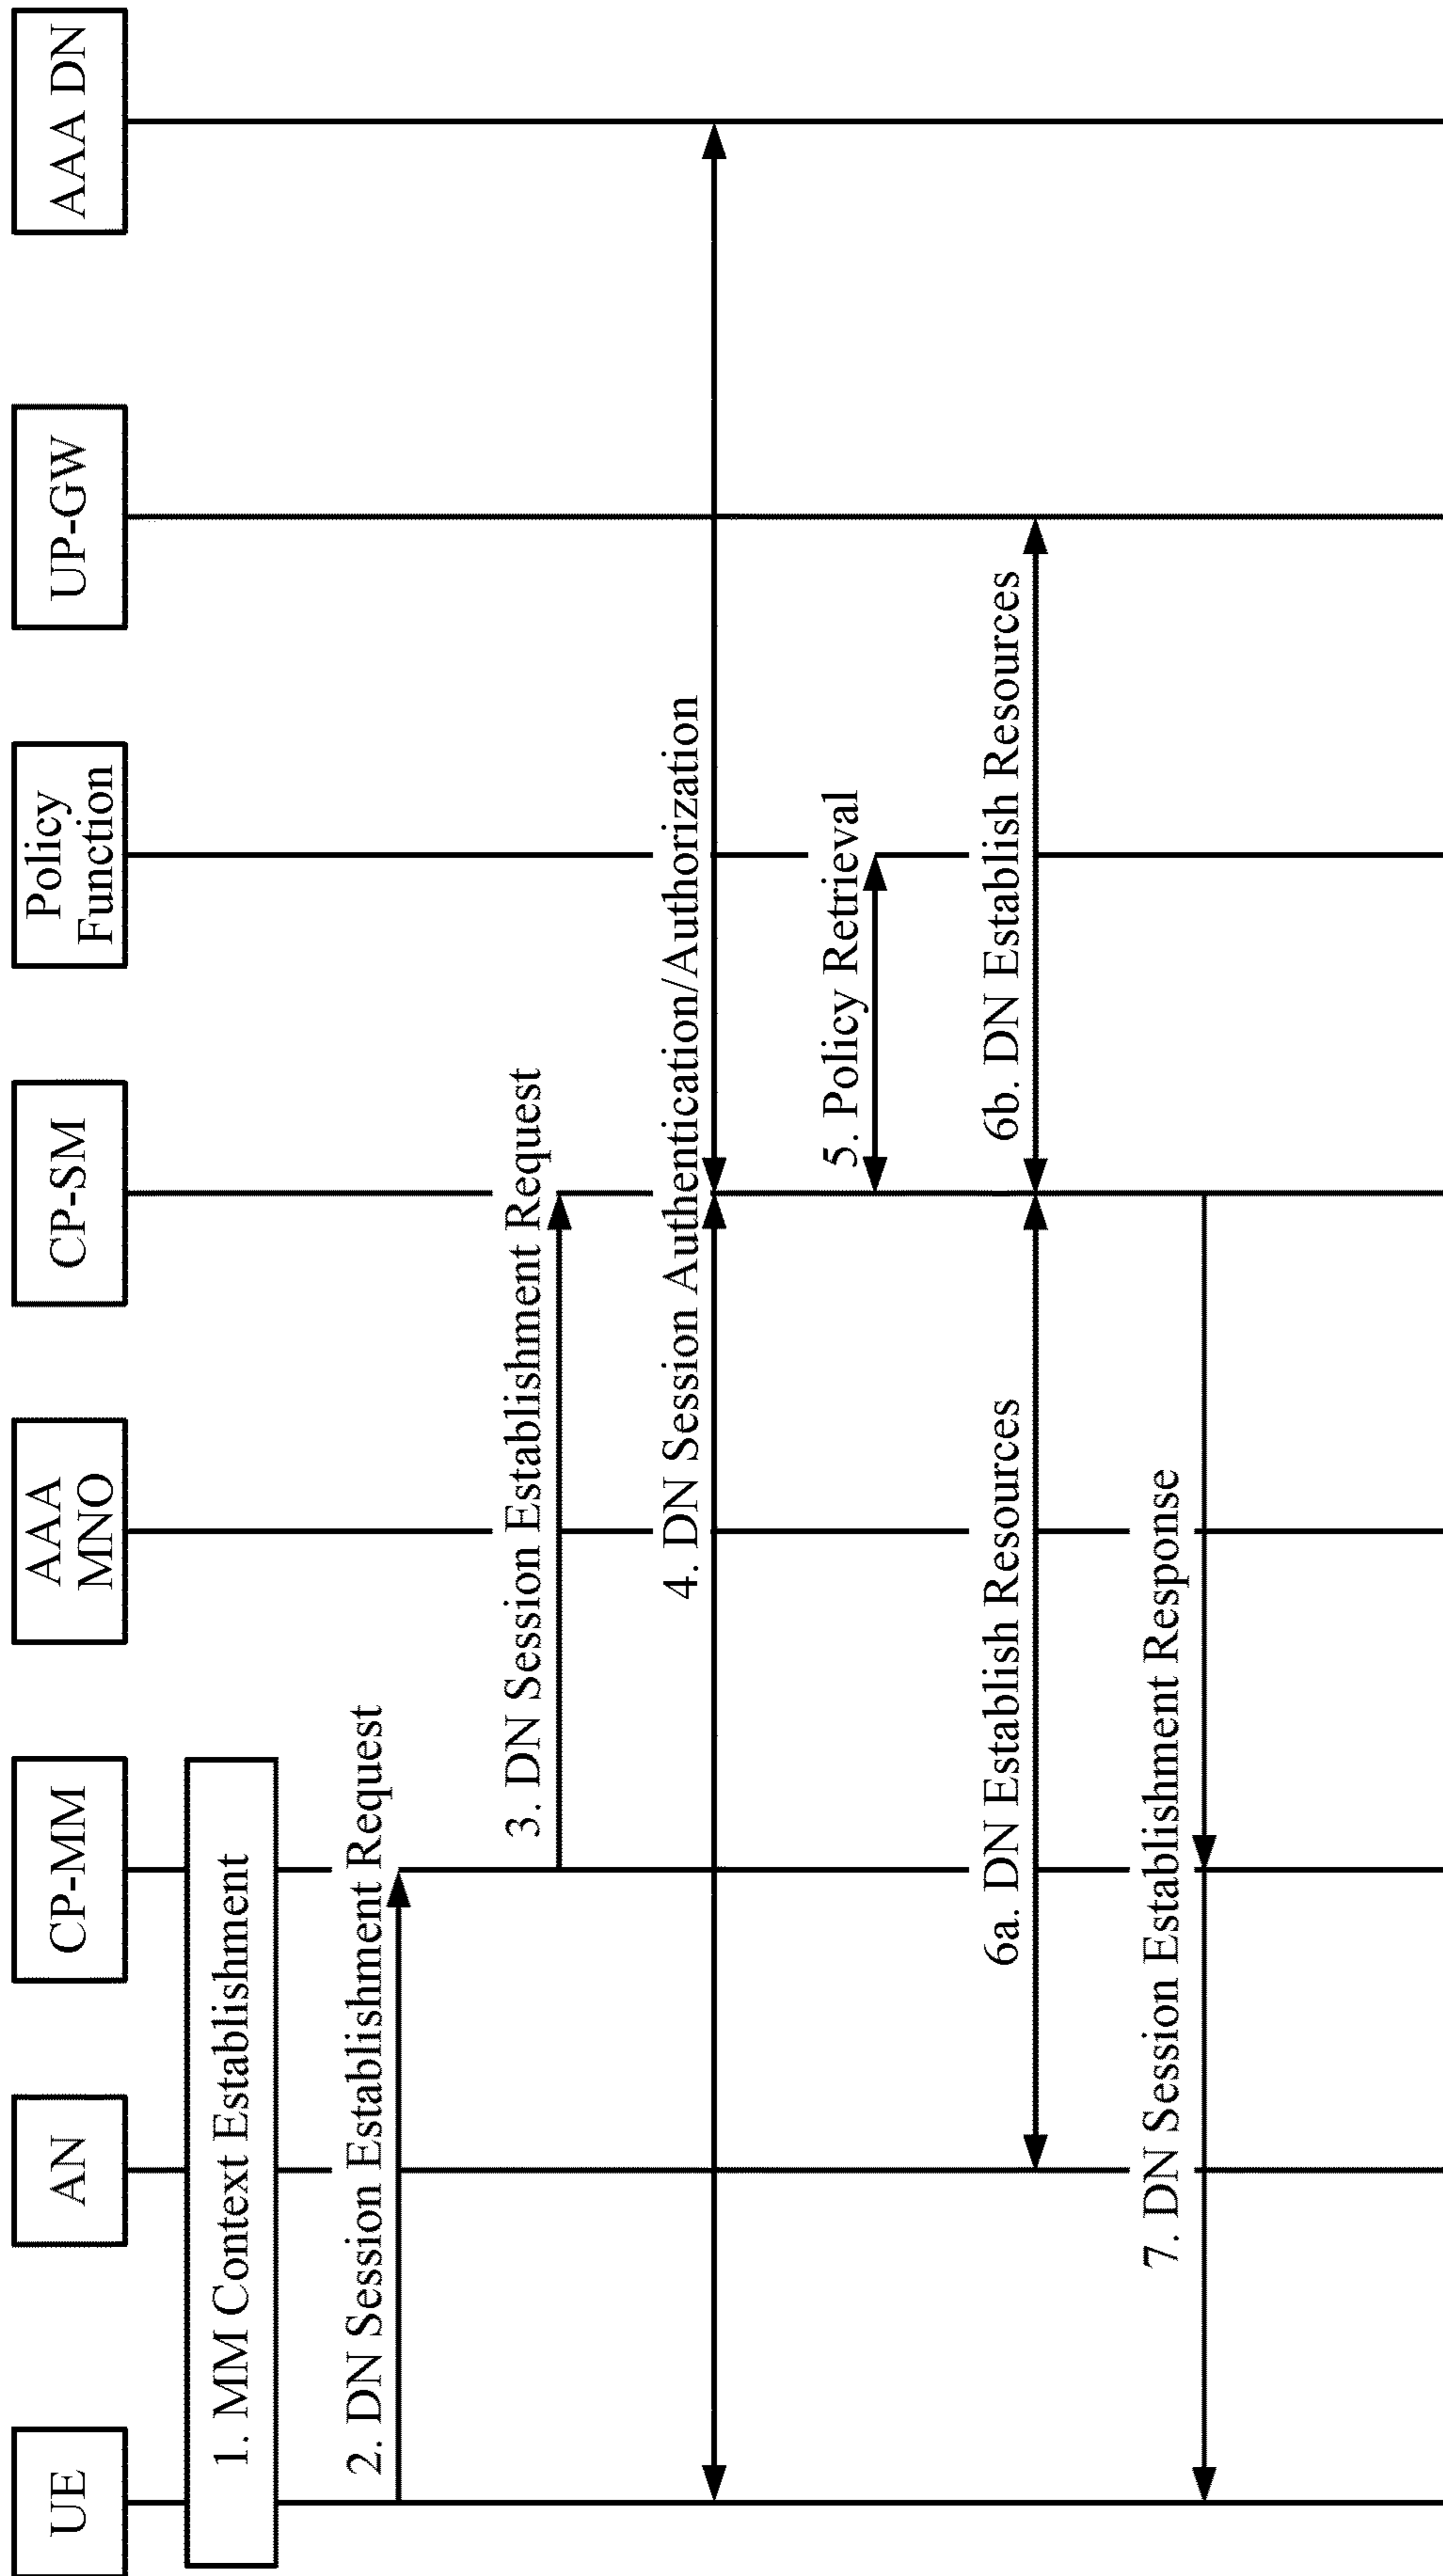 UE
AN
CP-MM
AAA
MNO
CP-SM
Policy
Function
UP-GW
AAA DN
1. MM Context Establishment
2. DN Session Establishment Request
3. DN Session Establishment Request
4. DN Session Authentication/Authorization
5. Policy Retrieval
6a. DN Establish Resources
6b. DN Establish Resources
7. DN Session Establishment Response